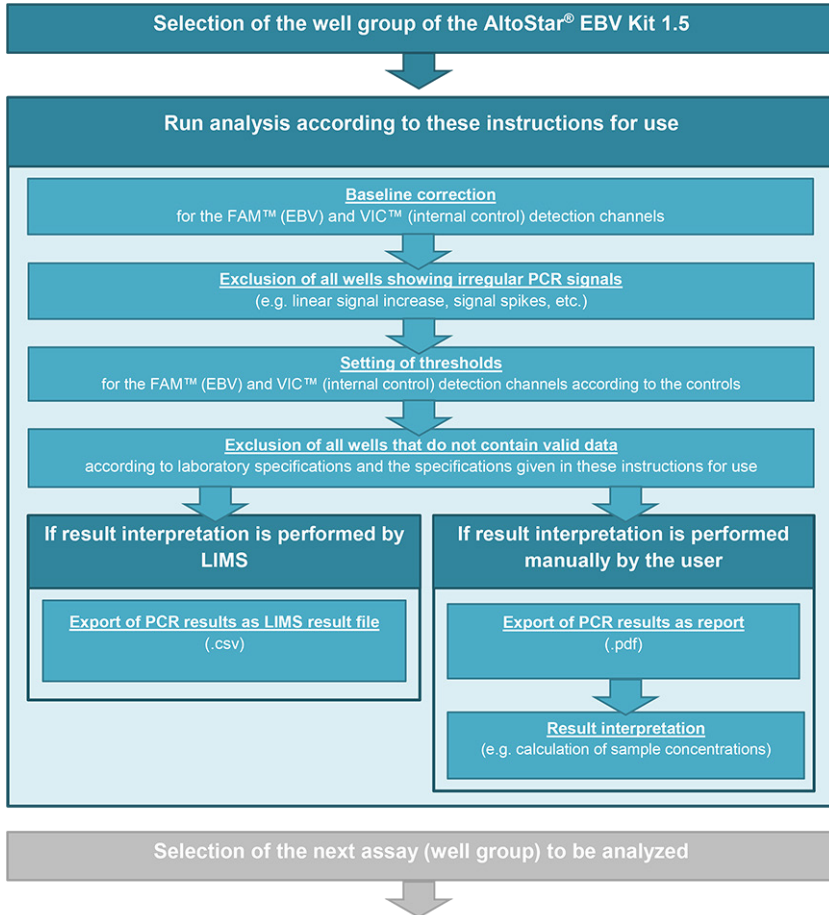 Selection of the well group of the AltoStar® EBV Kit 1.5
Run analysis according to these instructions for use
Baseline correction
for the FAM™ (EBV) and VIC™ (internal control) detection channels
Exclusion of all wells showing irregular PCR signals
(e.g. linear signal increase, signal spikes, etc.)
Setting of thresholds
for the FAM™ (EBV) and VIC™ (internal control) detection channels according to the controls
Exclusion of all wells that do not contain valid data
according to laboratory specifications and the specifications given in these instructions for use
If result interpretation is performed by
LIMS
Export of PCR results as LIMS result file
(.csv)
If result interpretation is performed
manually by the user
Export of PCR results as report
(.pdf)
Result interpretation
(e.g. calculation of sample concentrations)
Selection of the next assay (well group) to be analyzed